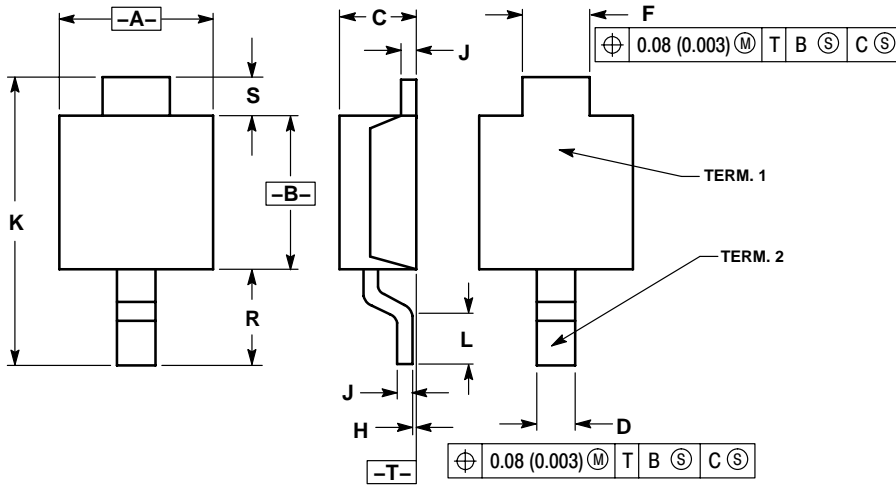 –A–
C
F
⌖ 0.08 (0.003) Ⓜ T B Ⓢ C Ⓢ
J
S
K
–B–
TERM. 1
TERM. 2
R
L
J
H
D
–T–
⌖ 0.08 (0.003) Ⓜ T B Ⓢ C Ⓢ